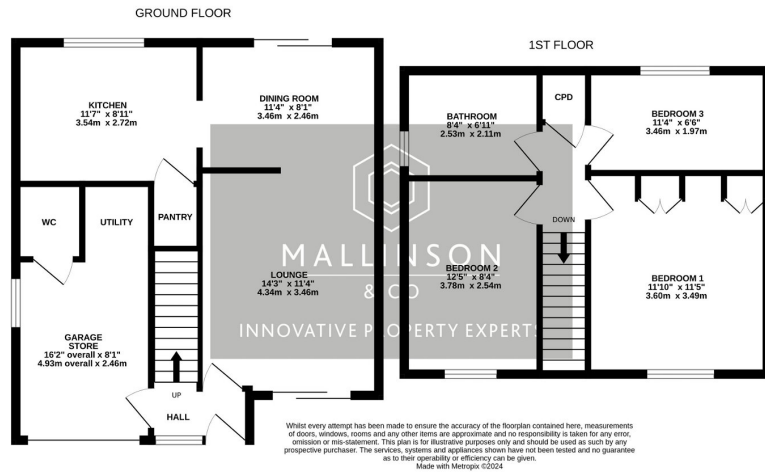 GROUND FLOOR
1ST FLOOR
KITCHEN
11'7" x 8'11"
3.54m x 2.72m
DINING ROOM
11'4" x 8'1"
3.46m x 2.46m
WC
UTILITY
PANTRY
LOUNGE
14'3" x 11'4"
4.34m x 3.46m
GARAGE
STORE
16'2" overall x 8'1"
4.93m overall x 2.46m
UP
HALL
BATHROOM
8'4" x 6'11"
2.53m x 2.11m
CPD
BEDROOM 3
11'4" x 6'6"
3.46m x 1.97m
DOWN
BEDROOM 2
12'5" x 8'4"
3.78m x 2.54m
BEDROOM 1
11'10" x 11'5"
3.60m x 3.49m
MALLINSON
& CO
INNOVATIVE PROPERTY EXPERTS
Whilst every attempt has been made to ensure the accuracy of the floorplan contained here, measurements
of doors, windows, rooms and any other items are approximate and no responsibility is taken for any error,
omission or mis-statement. This plan is for illustrative purposes only and should be used as such by any
prospective purchaser. The services, systems and appliances shown have not been tested and no guarantee
as to their operability or efficiency can be given.
Made with Metropix ©2024